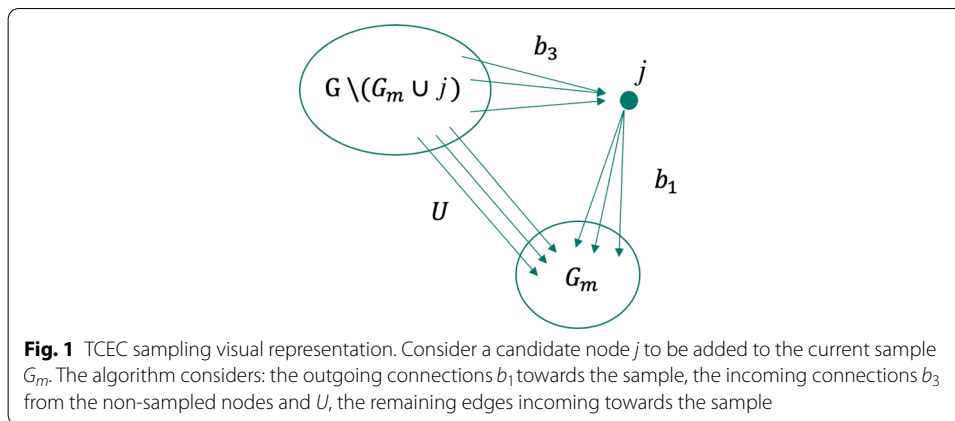 b₃
j
G \(Gₘ ∪ j)
b₁
U
Gₘ
Fig. 1 TCEC sampling visual representation. Consider a candidate node j to be added to the current sample
Gₘ. The algorithm considers: the outgoing connections b₁ towards the sample, the incoming connections b₃
from the non-sampled nodes and U, the remaining edges incoming towards the sample